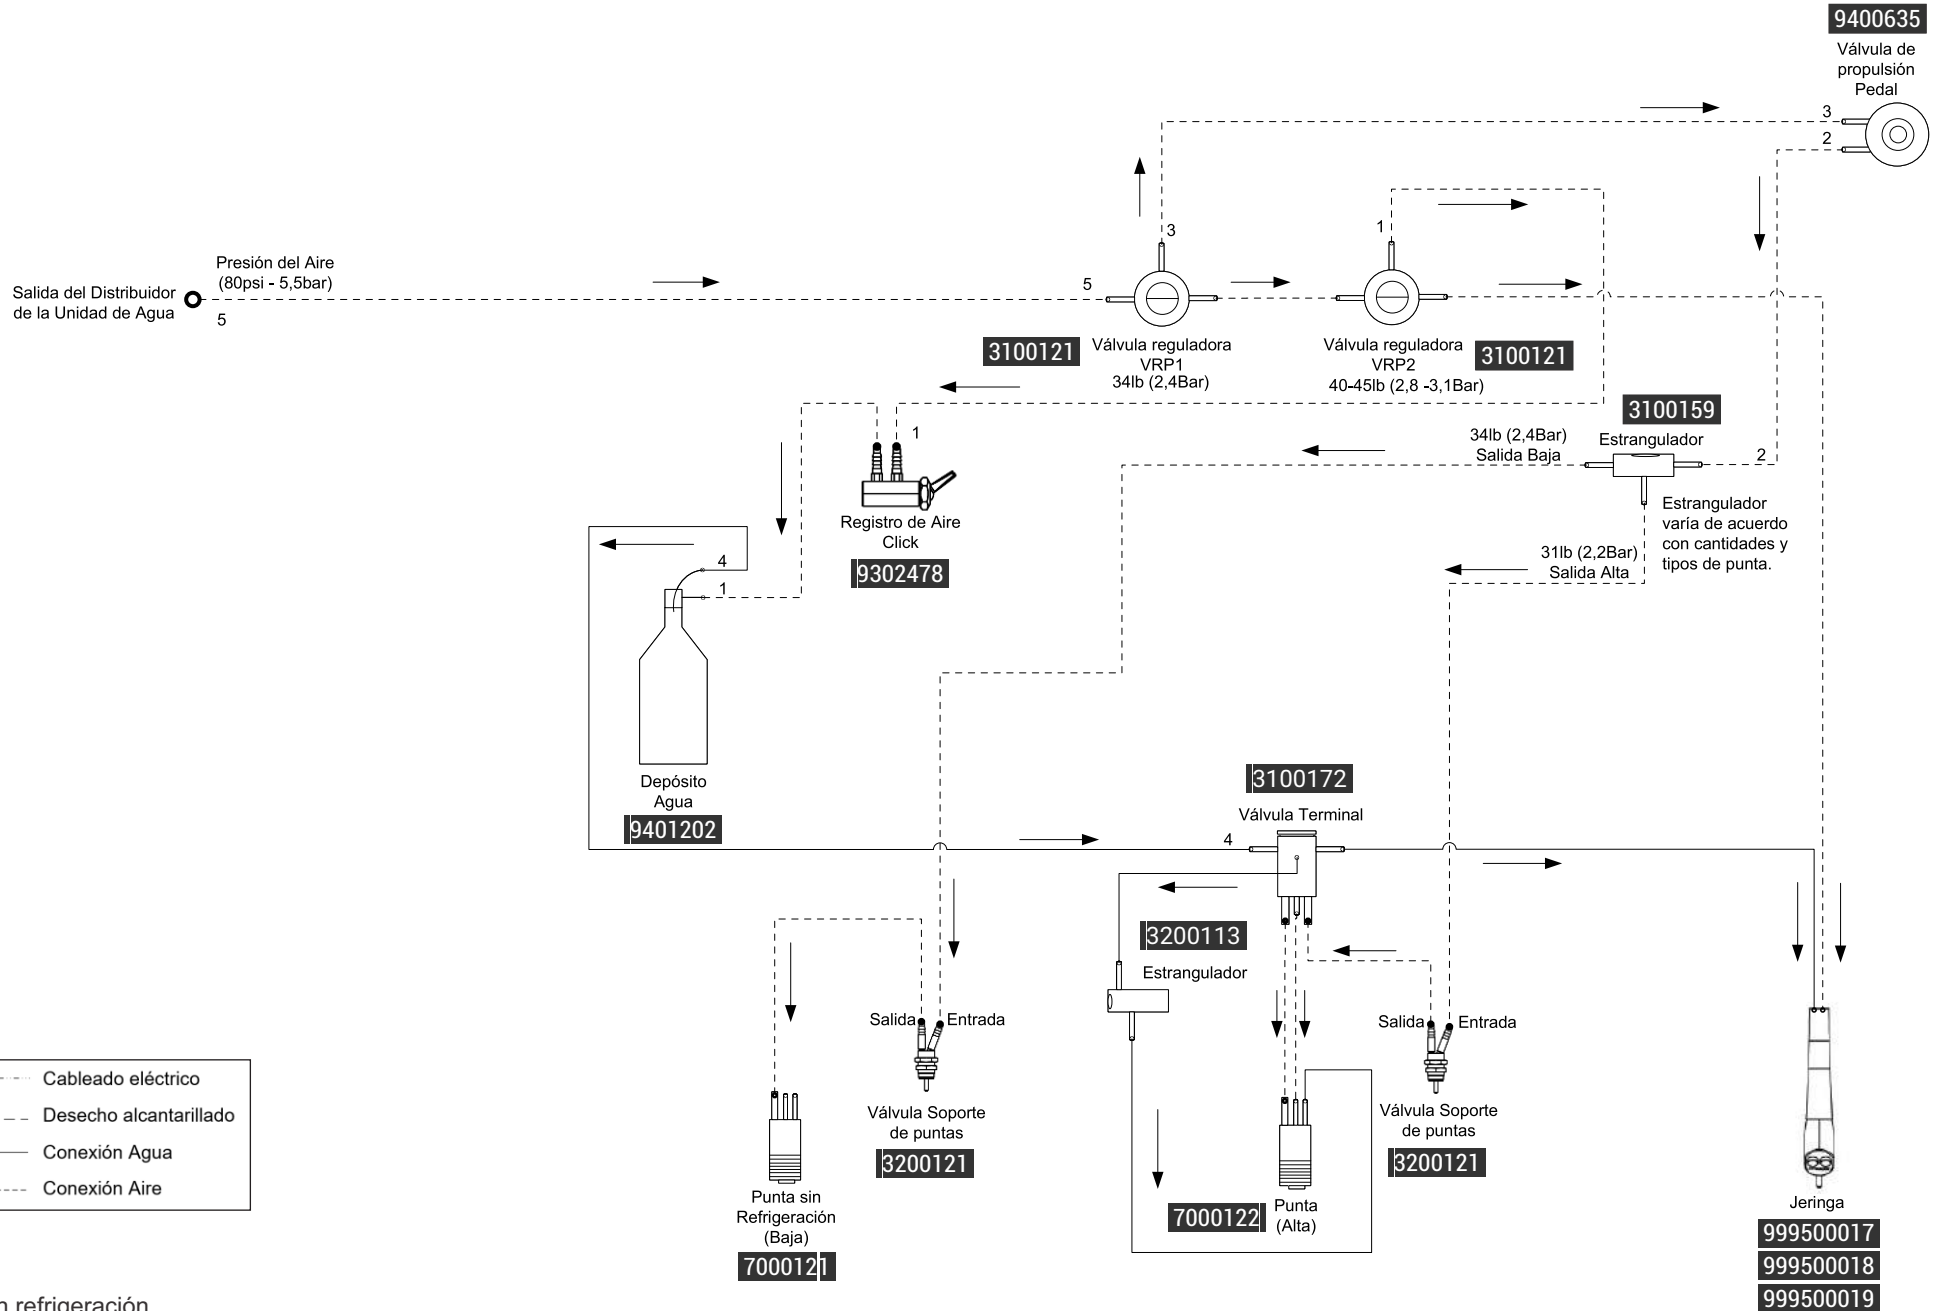 9400635
Válvula de
propulsión
Pedal
3
2
3
1
Presión del Aire
(80psi - 5,5bar)
Salida del Distribuidor
de la Unidad de Agua
5
5
3100121
Válvula reguladora
VRP1
34lb (2,4Bar)
Válvula reguladora
VRP2
40-45lb (2,8 -3,1Bar)
3100121
3100159
Estrangulador
34lb (2,4Bar)
Salida Baja
2
1
Registro de Aire
Click
9302478
Estrangulador
varía de acuerdo
con cantidades y
tipos de punta.
31lb (2,2Bar)
Salida Alta
4
1
Depósito
Agua
9401202
3100172
Válvula Terminal
4
3200113
Estrangulador
Salida
Entrada
Salida
Entrada
Cableado eléctrico
Desecho alcantarillado
Conexión Agua
Conexión Aire
Válvula Soporte
de puntas
3200121
Válvula Soporte
de puntas
3200121
Punta sin
Refrigeración
(Baja)
7000121
7000122
Punta
(Alta)
Jeringa
999500017
999500018
999500019
refrigeración